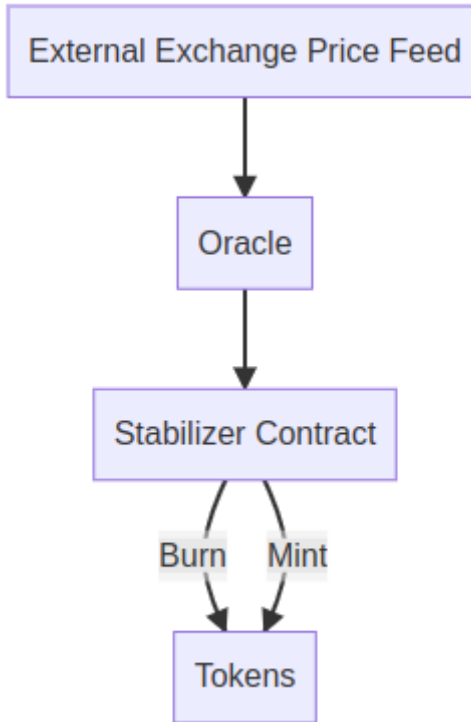 External Exchange Price Feed
Oracle
Stabilizer Contract
Burn
Mint
Tokens